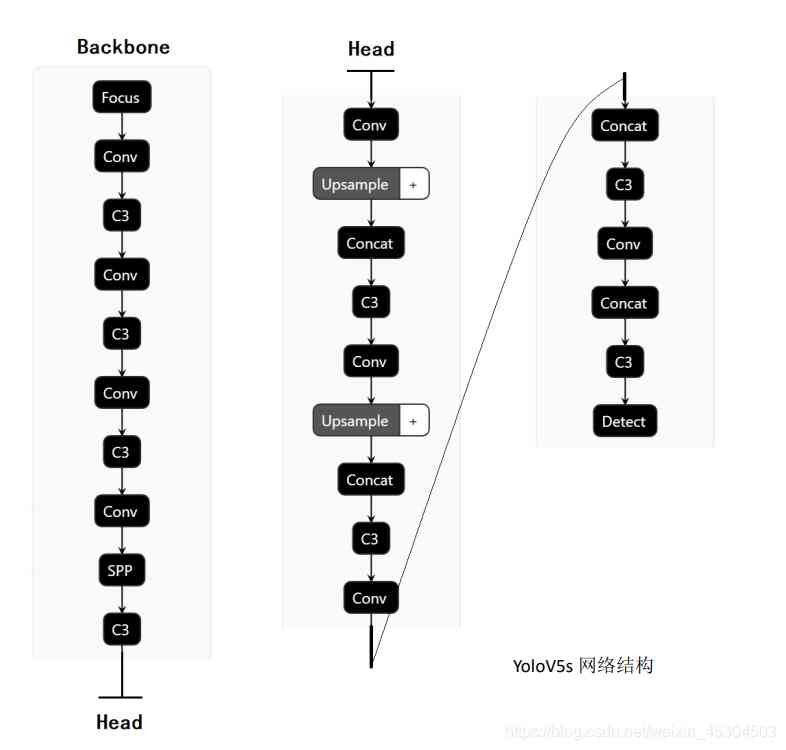 Backbone
Focus
Conv
C3
Conv
C3
Conv
C3
Conv
SPP
C3
Head
Head
Conv
Upsample +
Concat
C3
Conv
Upsample +
Concat
C3
Conv
Concat
C3
Conv
Concat
C3
Detect
YoloV5s 网络结构
https://blog.csdn.net/weixin_45304503